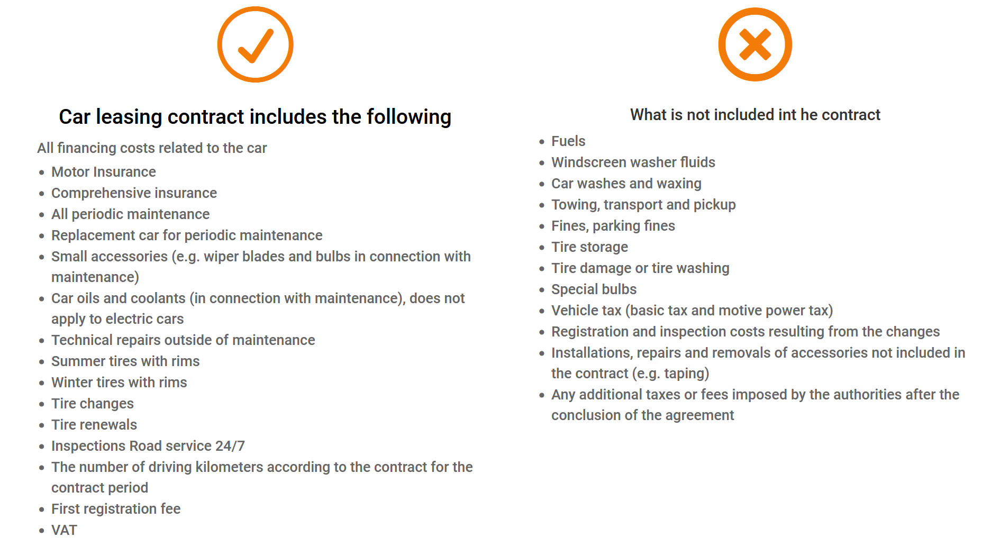 Car leasing contract includes the following
All financing costs related to the car
• Motor Insurance
• Comprehensive insurance
• All periodic maintenance
• Replacement car for periodic maintenance
• Small accessories (e.g. wiper blades and bulbs in connection with
maintenance)
• Car oils and coolants (in connection with maintenance), does not
apply to electric cars
• Technical repairs outside of maintenance
• Summer tires with rims
• Winter tires with rims
• Tire changes
• Tire renewals
• Inspections Road service 24/7
• The number of driving kilometers according to the contract for the
contract period
• First registration fee
• VAT
What is not included int he contract
• Fuels
• Windscreen washer fluids
• Car washes and waxing
• Towing, transport and pickup
• Fines, parking fines
• Tire storage
• Tire damage or tire washing
• Special bulbs
• Vehicle tax (basic tax and motive power tax)
• Registration and inspection costs resulting from the changes
• Installations, repairs and removals of accessories not included in
the contract (e.g. taping)
• Any additional taxes or fees imposed by the authorities after the
conclusion of the agreement